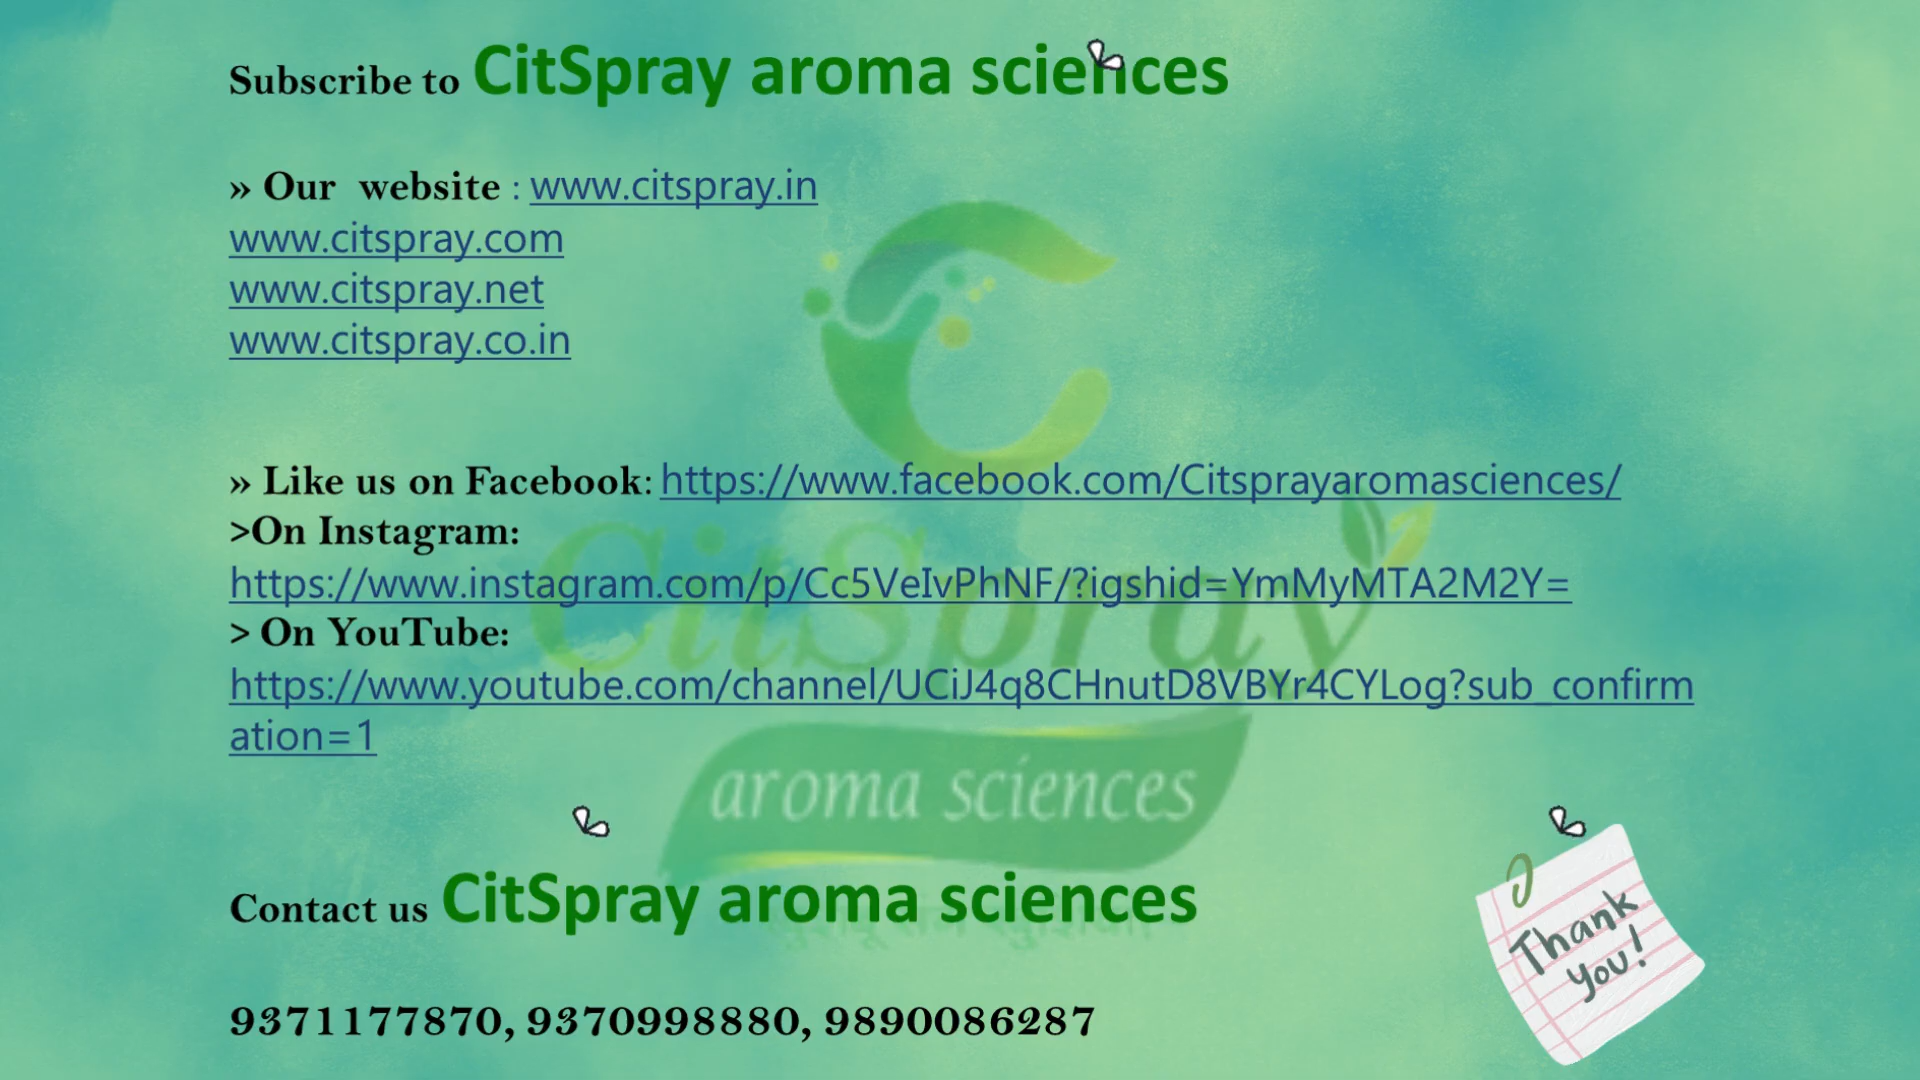 Subscribe to CitSpray aroma sciences
» Our website : www.citspray.in
www.citspray.com
www.citspray.net
www.citspray.co.in
» Like us on Facebook: https://www.facebook.com/Citsprayaromasciences/
>On Instagram:
https://www.instagram.com/p/Cc5VeIvPhNF/?igshid=YmMyMTA2M2Y=
> On YouTube:
https://www.youtube.com/channel/UCiJ4q8CHnutD8VBYr4CYLog?sub_confirm
ation=1
CitSpray
aroma sciences
Contact us CitSpray aroma sciences
9371177870, 9370998880, 9890086287
Thank
you!